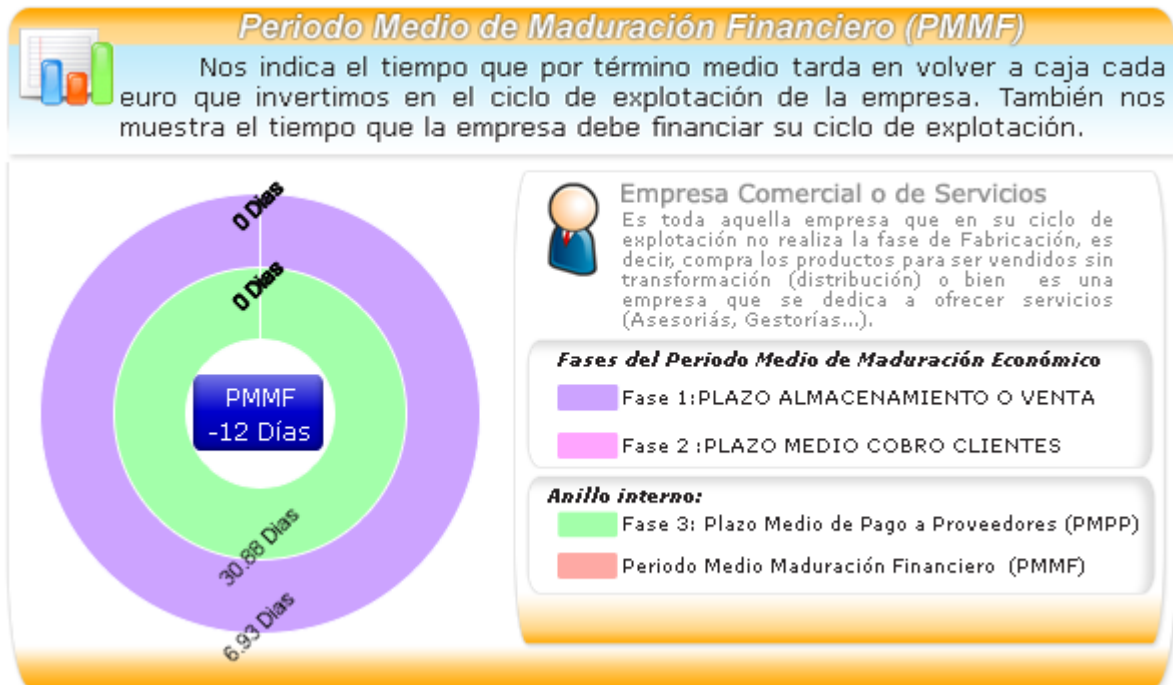 Periodo Medio de Maduración Financiero (PMMF)
Nos indica el tiempo que por término medio tarda en volver a caja cada
euro que invertimos en el ciclo de explotación de la empresa. También nos
muestra el tiempo que la empresa debe financiar su ciclo de explotación.
0 Dias
0 Dias
PMMF
-12 Días
30.88 Dias
6.93 Dias
Empresa Comercial o de Servicios
Es toda aquella empresa que en su ciclo de
explotación no realiza la fase de Fabricación, es
decir, compra los productos para ser vendidos sin
transformación (distribución) o bien es una
empresa que se dedica a ofrecer servicios
(Asesoriás, Gestorías...).
Fases del Periodo Medio de Maduración Económico
Fase 1:PLAZO ALMACENAMIENTO O VENTA
Fase 2 :PLAZO MEDIO COBRO CLIENTES
Anillo interno:
Fase 3: Plazo Medio de Pago a Proveedores (PMPP)
Periodo Medio Maduración Financiero (PMMF)